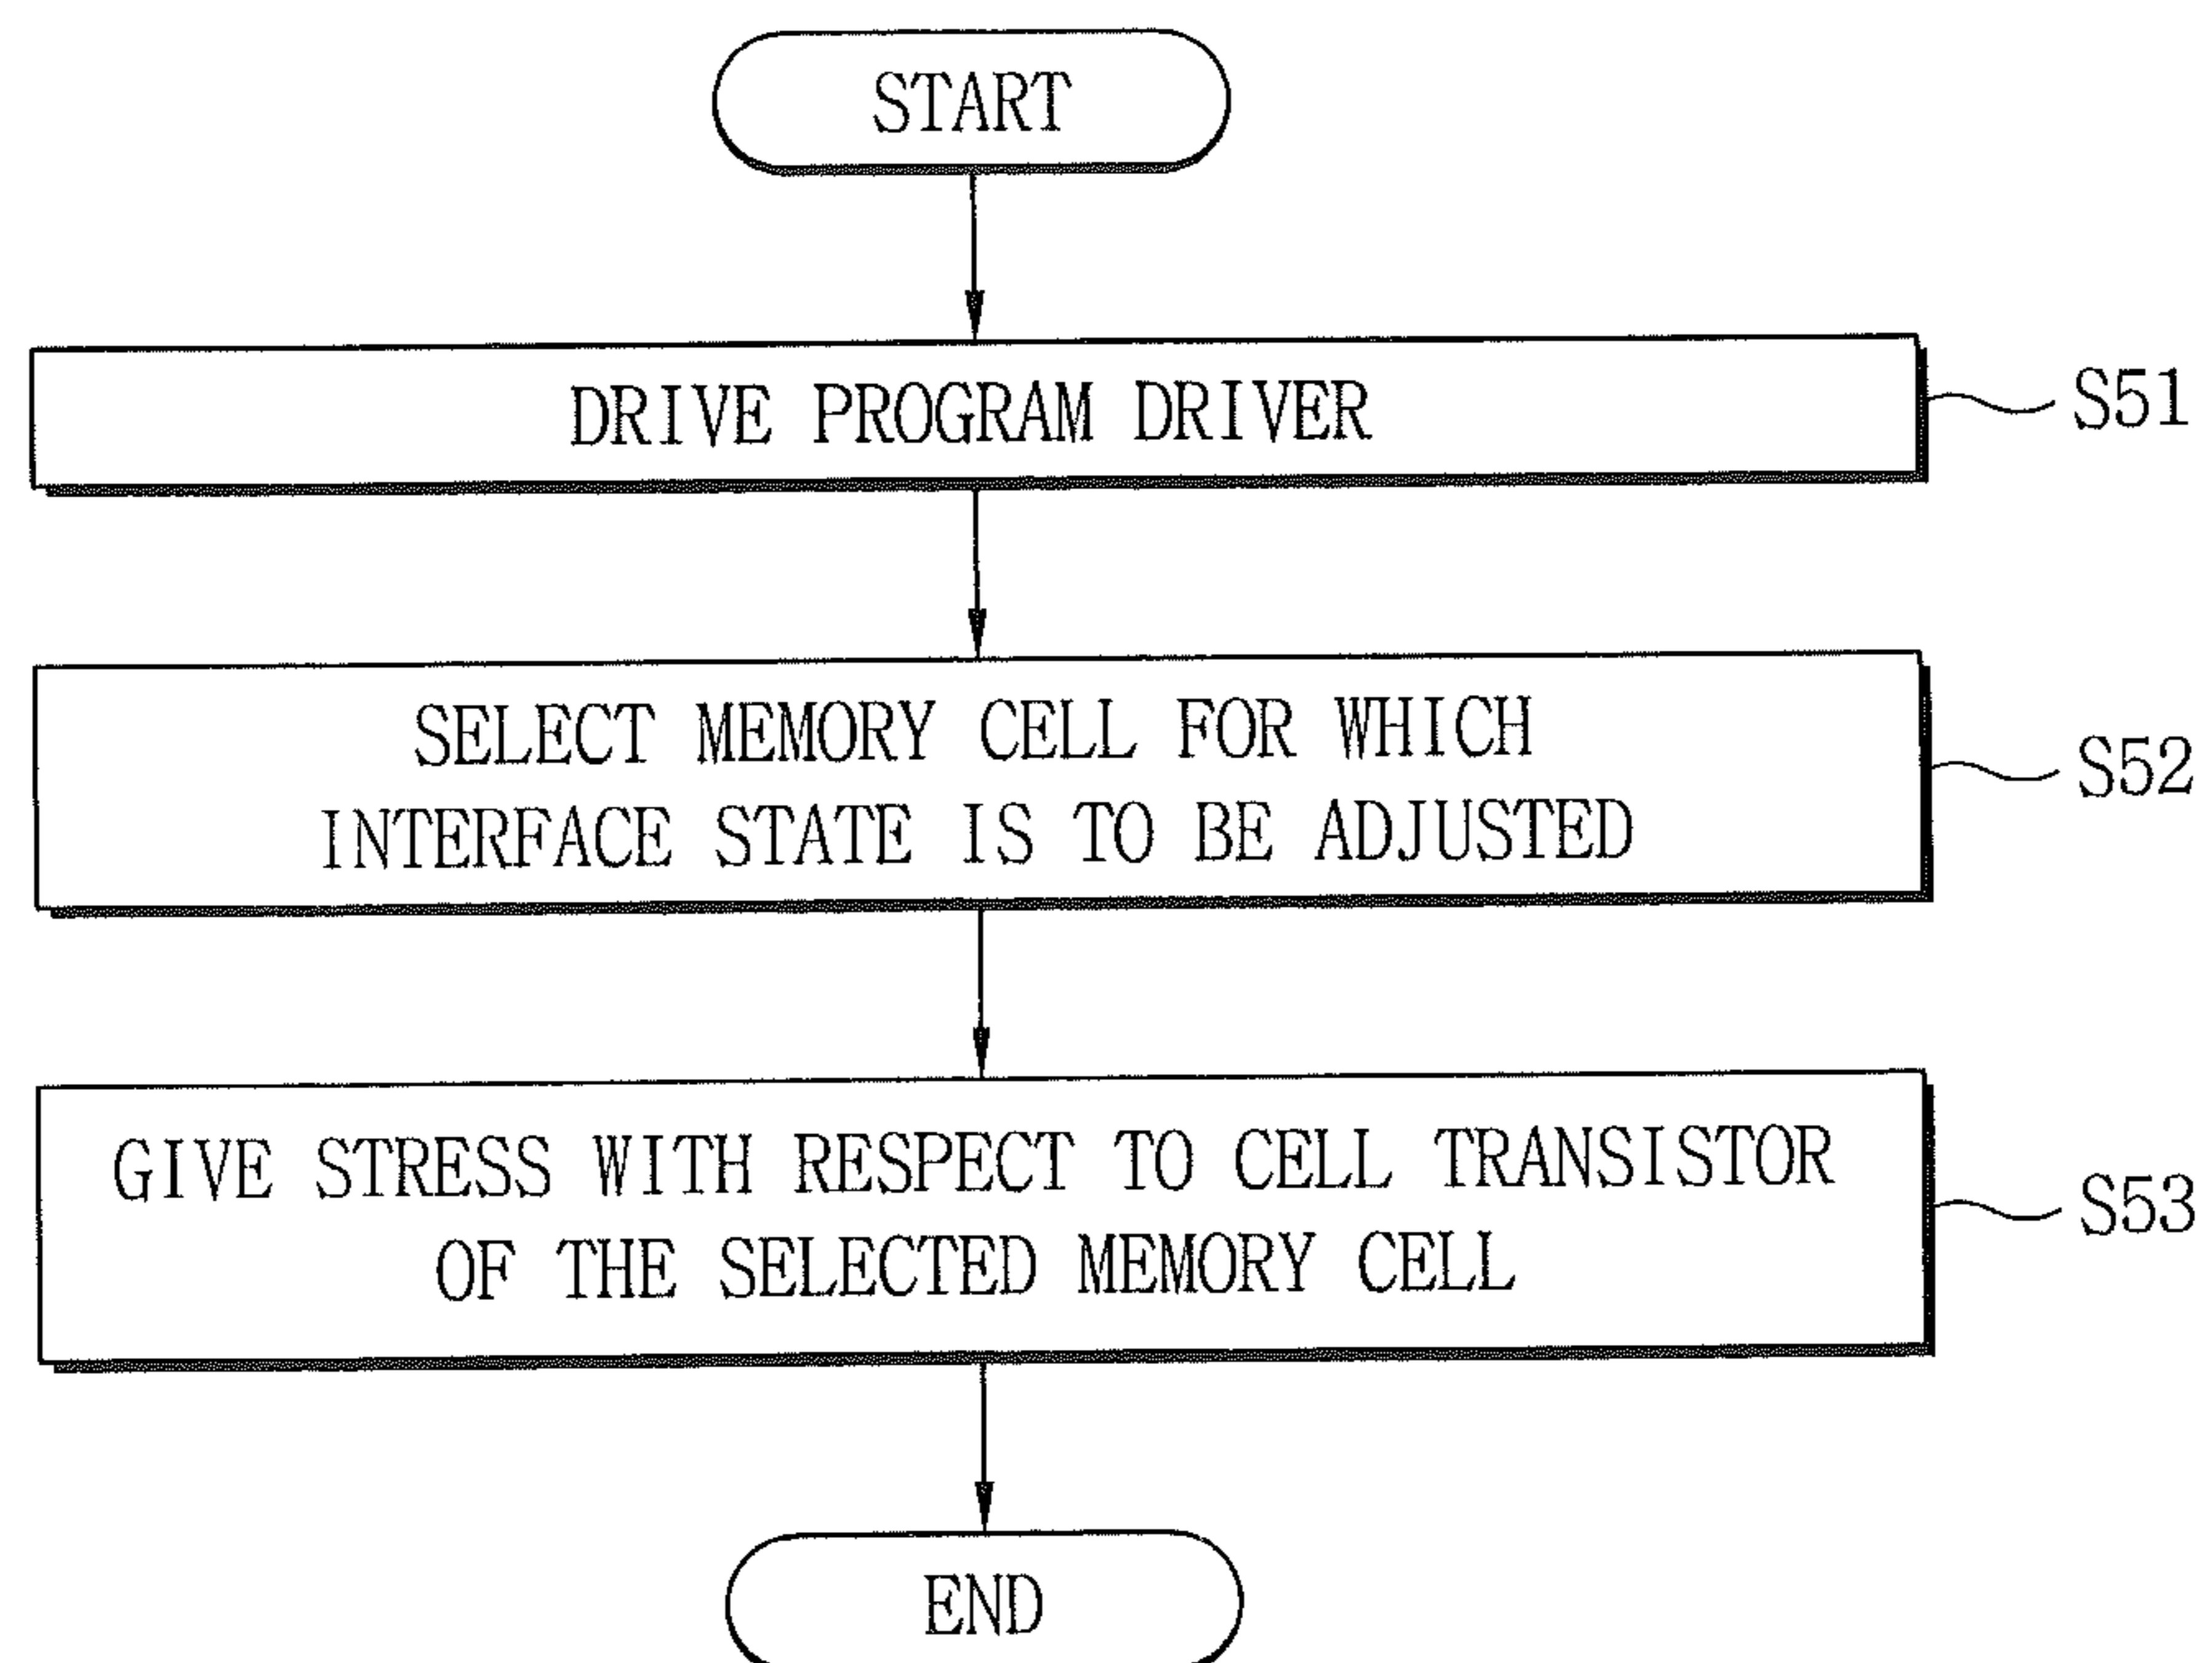 START
DRIVE PROGRAM DRIVER
S51
SELECT MEMORY CELL FOR WHICH
INTERFACE STATE IS TO BE ADJUSTED
S52
GIVE STRESS WITH RESPECT TO CELL TRANSISTOR
OF THE SELECTED MEMORY CELL
S53
END